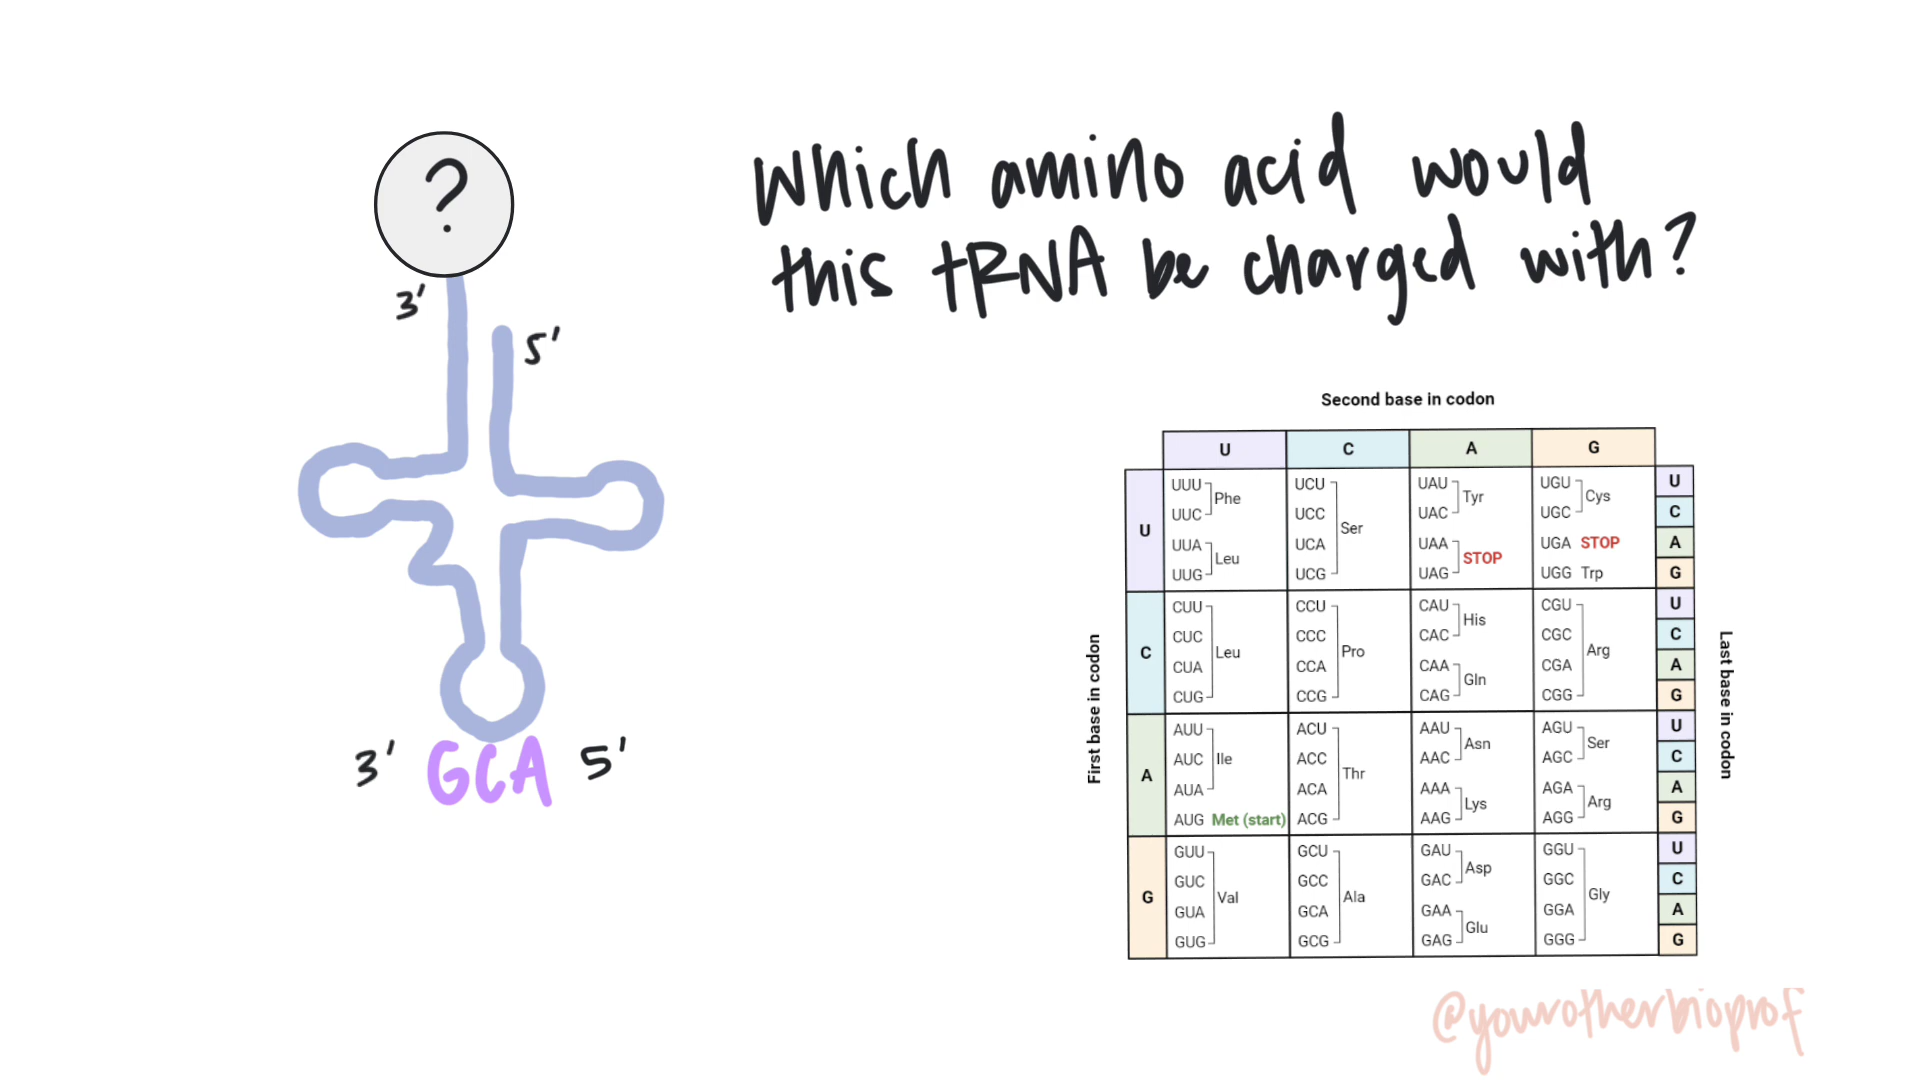 ?
Which amino acid would
this tRNA be charged with?
3'
5'
3' GCA 5'
Second base in codon
U C A G
First base in codon
Last base in codon
U
UUU
UUC
Phe
UUA
UUG
Leu
UCU
UCC
UCA
UCG
Ser
UAU
UAC
Tyr
UAA
UAG
STOP
UGU
UGC
Cys
UGA STOP
UGG Trp
U
C
A
G
C
CUU
CUC
CUA
CUG
Leu
CCU
CCC
CCA
CCG
Pro
CAU
CAC
His
CAA
CAG
Gln
CGU
CGC
CGA
CGG
Arg
U
C
A
G
A
AUU
AUC
AUA
Ile
AUG Met (start)
ACU
ACC
ACA
ACG
Thr
AAU
AAC
Asn
AAA
AAG
Lys
AGU
AGC
Ser
AGA
AGG
Arg
U
C
A
G
G
GUU
GUC
GUA
GUG
Val
GCU
GCC
GCA
GCG
Ala
GAU
GAC
Asp
GAA
GAG
Glu
GGU
GGC
GGA
GGG
Gly
U
C
A
G
@yourotherbioprof